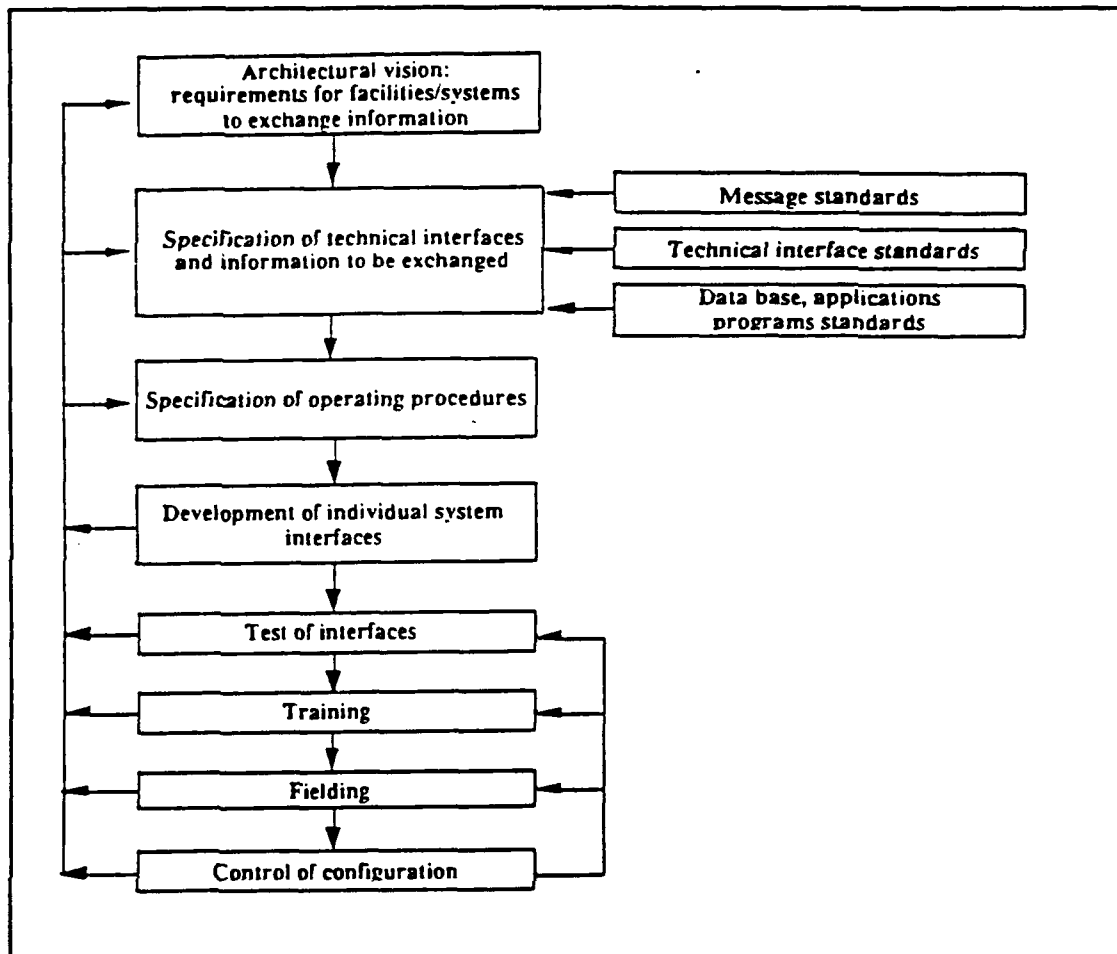 Architectural vision:
requirements for facilities/systems
to exchange information
Message standards
Specification of technical interfaces
and information to be exchanged
Technical interface standards
Data base, applications
programs standards
Specification of operating procedures
Development of individual system
interfaces
Test of interfaces
Training
Fielding
Control of configuration